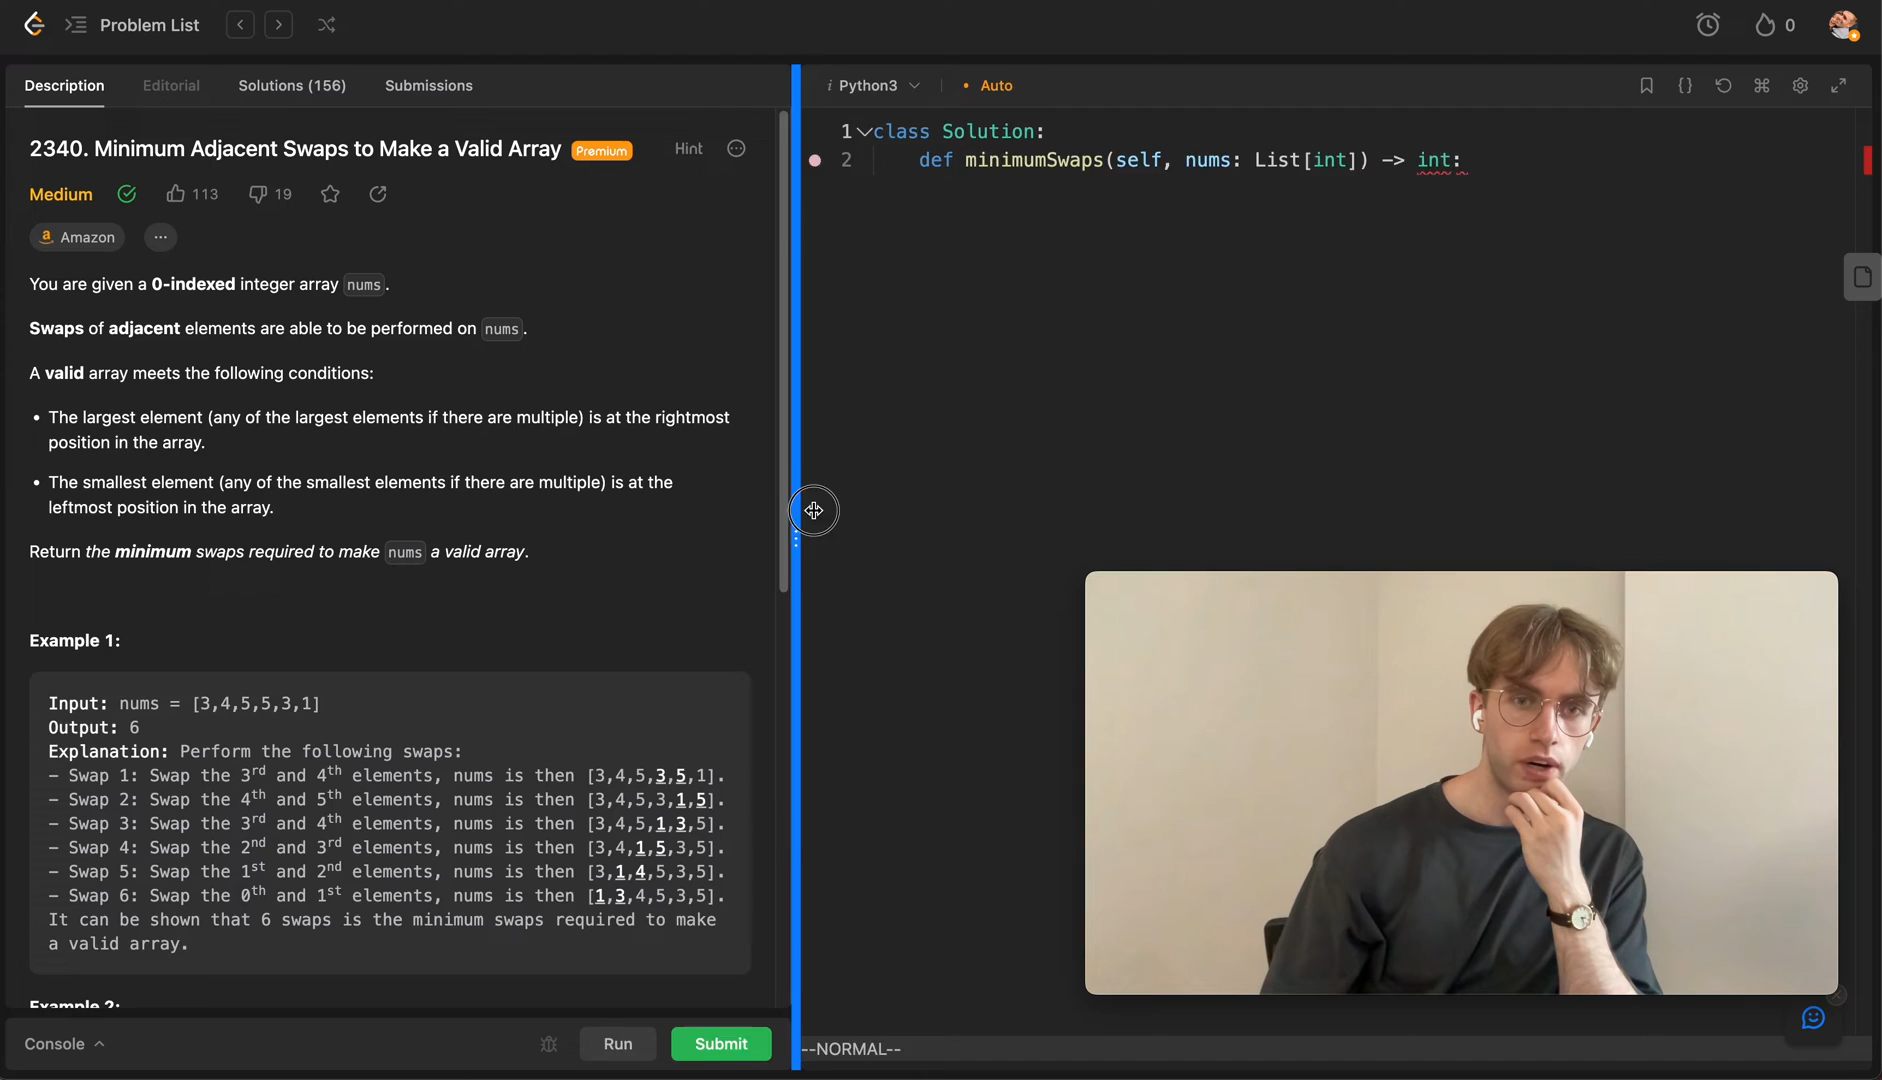 Problem List
0
Description Editorial Solutions (156) Submissions
2340. Minimum Adjacent Swaps to Make a Valid Array Premium Hint
Medium 113 19
Amazon
You are given a 0-indexed integer array nums.
Swaps of adjacent elements are able to be performed on nums.
A valid array meets the following conditions:
• The largest element (any of the largest elements if there are multiple) is at the rightmost
position in the array.
• The smallest element (any of the smallest elements if there are multiple) is at the
leftmost position in the array.
Return the minimum swaps required to make nums a valid array.
Example 1:
Input: nums = [3,4,5,5,3,1]
Output: 6
Explanation: Perform the following swaps:
- Swap 1: Swap the 3rd and 4th elements, nums is then [3,4,5,3,5,1].
- Swap 2: Swap the 4th and 5th elements, nums is then [3,4,5,3,1,5].
- Swap 3: Swap the 3rd and 4th elements, nums is then [3,4,5,1,3,5].
- Swap 4: Swap the 2nd and 3rd elements, nums is then [3,4,1,5,3,5].
- Swap 5: Swap the 1st and 2nd elements, nums is then [3,1,4,5,3,5].
- Swap 6: Swap the 0th and 1st elements, nums is then [1,3,4,5,3,5].
It can be shown that 6 swaps is the minimum swaps required to make
a valid array.
Example 2:
Console Run Submit
i Python3 • Auto
1 class Solution:
2 def minimumSwaps(self, nums: List[int]) -> int:
--NORMAL--